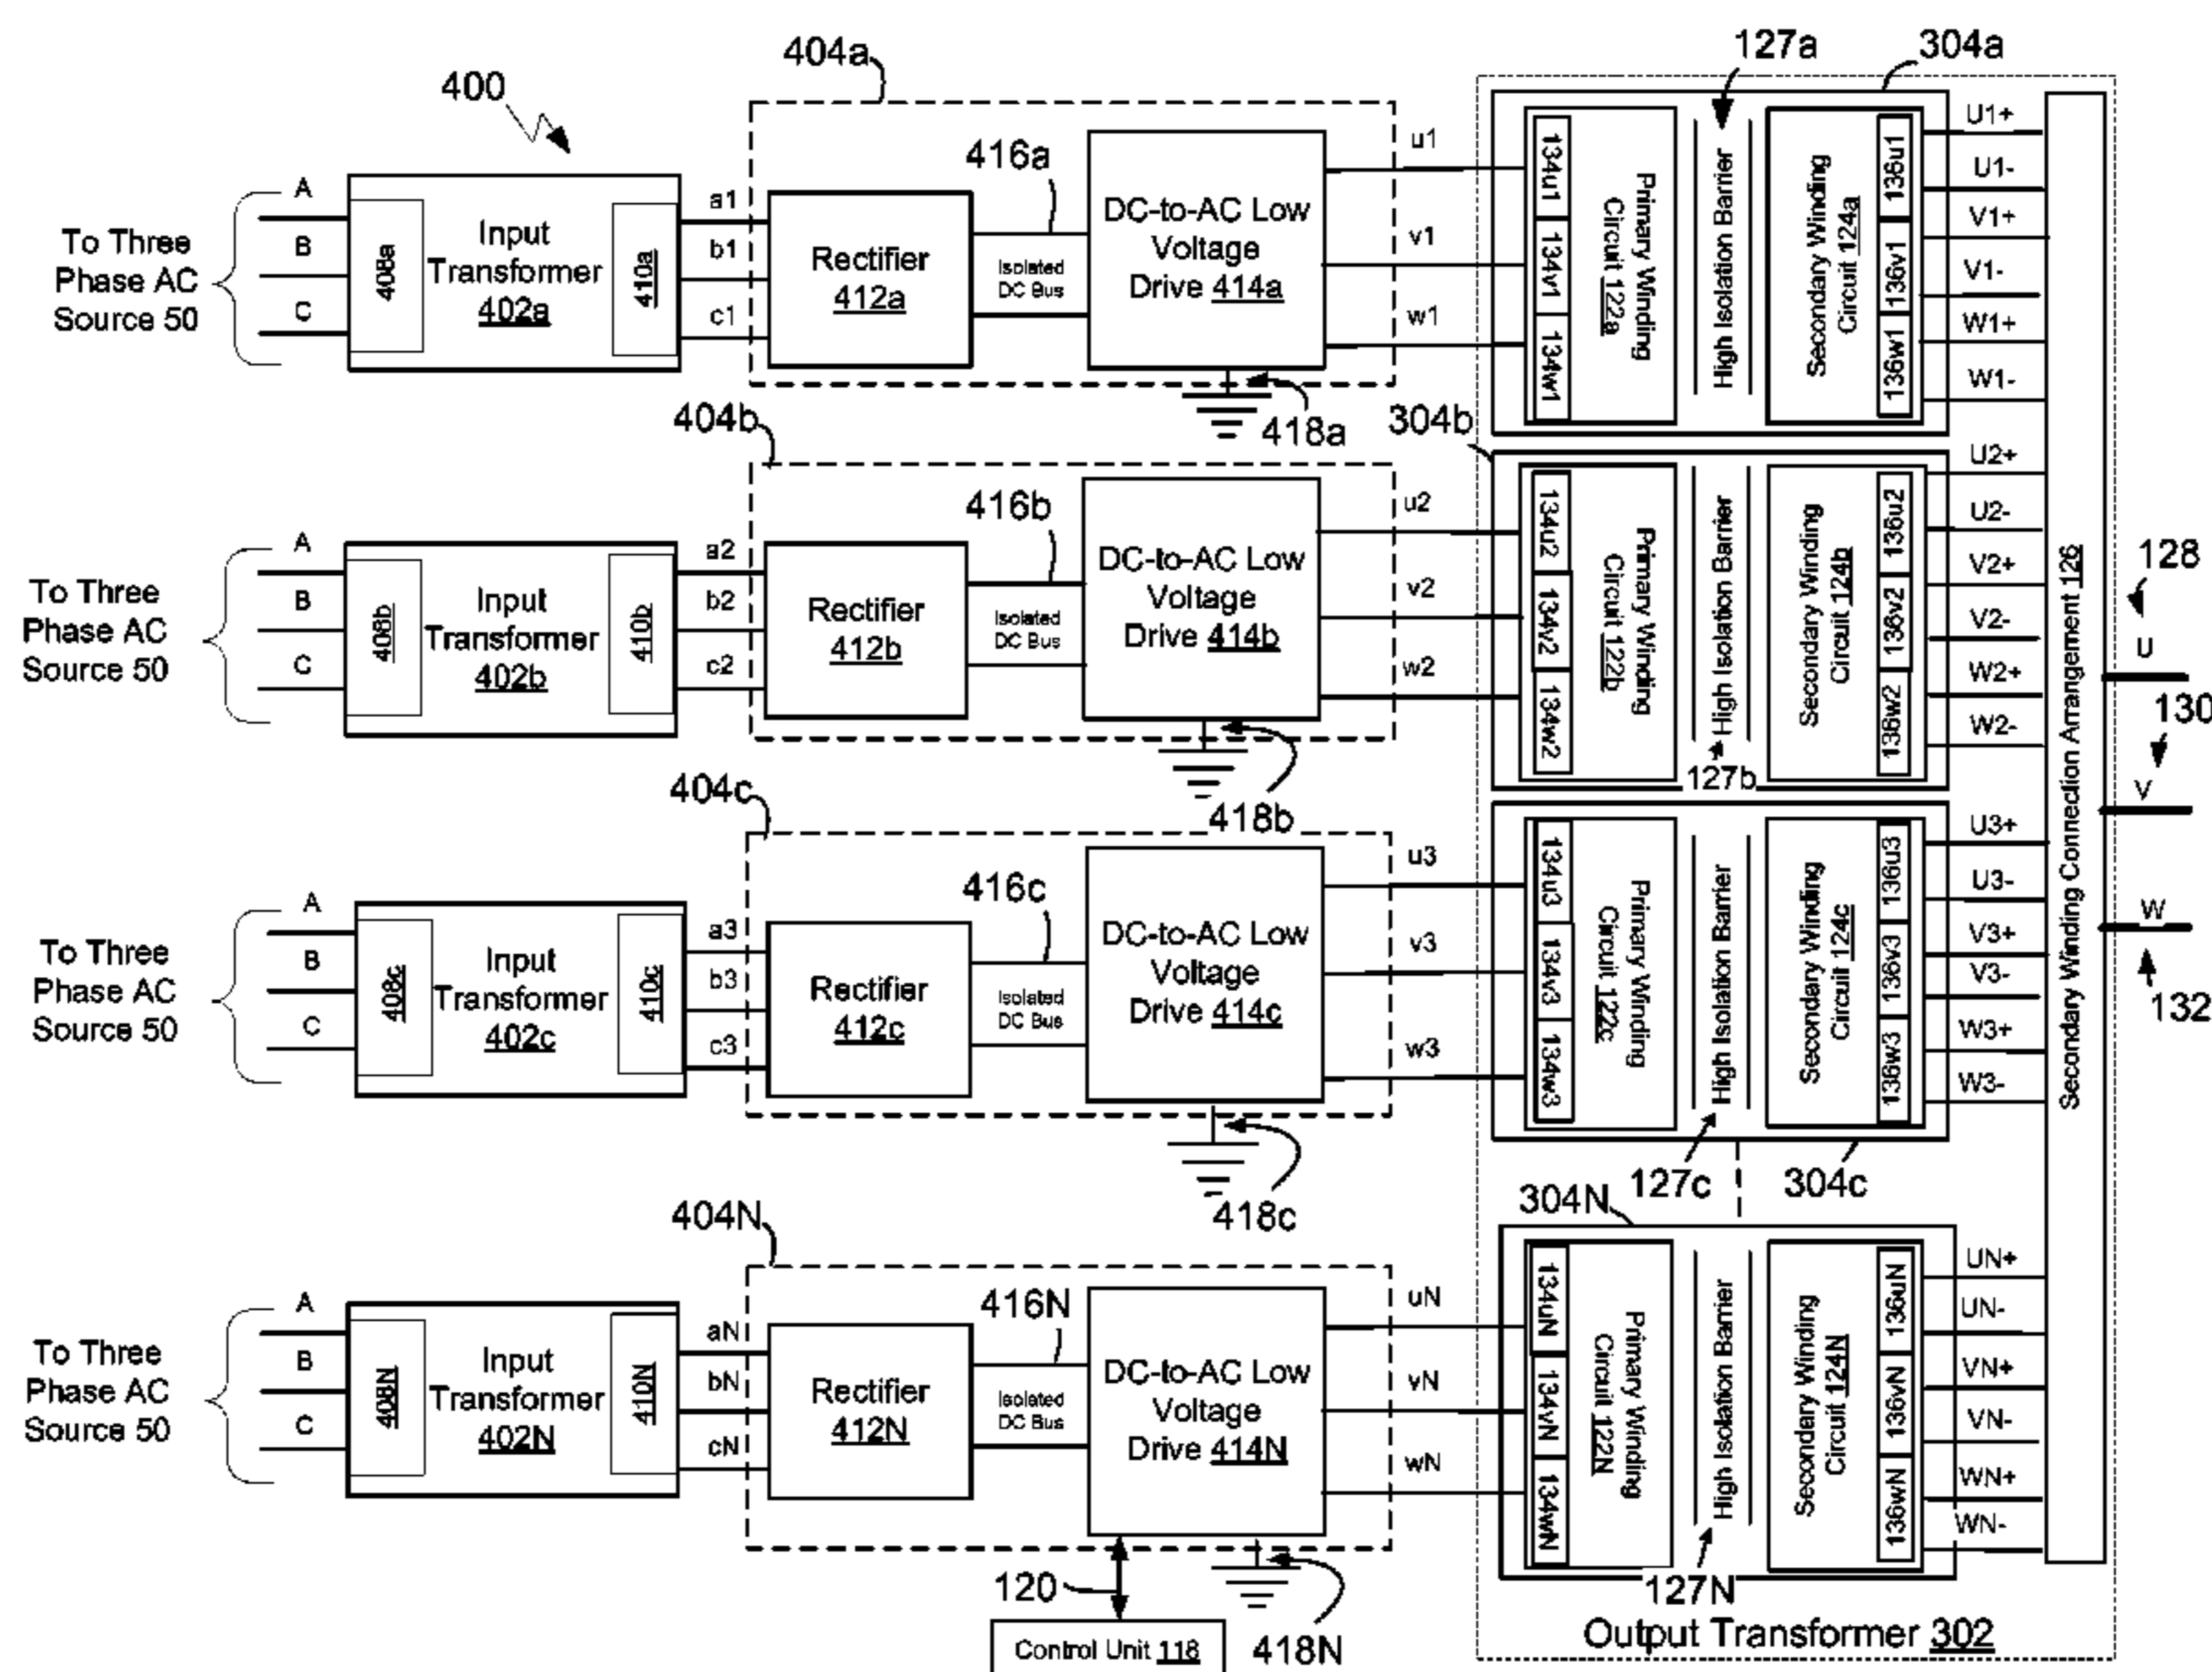 400
404a
127a
304a
To Three
Phase AC
Source 50
A
B
C
408a
Input
Transformer
402a
410a
a1
b1
c1
Rectifier
412a
416a
Isolated
DC Bus
DC-to-AC Low
Voltage
Drive 414a
418a
u1
v1
w1
134u1
134v1
134w1
Primary Winding
Circuit 122a
High Isolation Barrier
Secondary Winding
Circuit 124a
136u1
136v1
136w1
U1+
U1-
V1+
V1-
W1+
W1-
404b
304b
To Three
Phase AC
Source 50
A
B
C
408b
Input
Transformer
402b
410b
a2
b2
c2
Rectifier
412b
416b
Isolated
DC Bus
DC-to-AC Low
Voltage
Drive 414b
418b
u2
v2
w2
134u2
134v2
134w2
Primary Winding
Circuit 122b
High Isolation Barrier
127b
Secondary Winding
Circuit 124b
136u2
136v2
136w2
U2+
U2-
V2+
V2-
W2+
W2-
Secondary Winding Connection Arrangement 126
128
U
130
V
W
132
404c
To Three
Phase AC
Source 50
A
B
C
408c
Input
Transformer
402c
410c
a3
b3
c3
Rectifier
412c
416c
Isolated
DC Bus
DC-to-AC Low
Voltage
Drive 414c
418c
u3
v3
w3
134u3
134v3
134w3
Primary Winding
Circuit 122c
High Isolation Barrier
127c
Secondary Winding
Circuit 124c
304c
136u3
136v3
136w3
U3+
U3-
V3+
V3-
W3+
W3-
404N
304N
To Three
Phase AC
Source 50
A
B
C
408N
Input
Transformer
402N
410N
aN
bN
cN
Rectifier
412N
416N
Isolated
DC Bus
DC-to-AC Low
Voltage
Drive 414N
418N
120
Control Unit 118
uN
vN
wN
134uN
134vN
134wN
Primary Winding
Circuit 122N
High Isolation Barrier
127N
Secondary Winding
Circuit 124N
136uN
136vN
136wN
UN+
UN-
VN+
VN-
WN+
WN-
Output Transformer 302